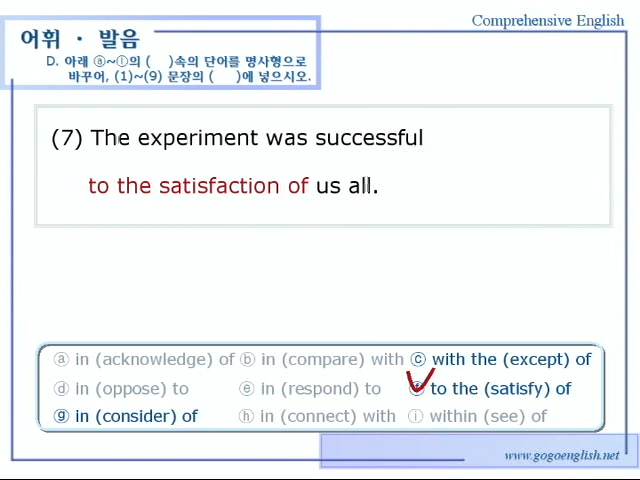 Comprehensive English
어휘 · 발음
D. 아래 ⓐ~ⓘ의 ( )속의 단어를 명사형으로
바꾸어, (1)~(9) 문장의 ( )에 넣으시오.
(7) The experiment was successful
to the satisfaction of us all.
ⓐ in (acknowledge) of ⓑ in (compare) with ⓒ with the (except) of
ⓓ in (oppose) to ⓔ in (respond) to ⓕ to the (satisfy) of
ⓖ in (consider) of ⓗ in (connect) with ⓘ within (see) of
www.gogoenglish.net